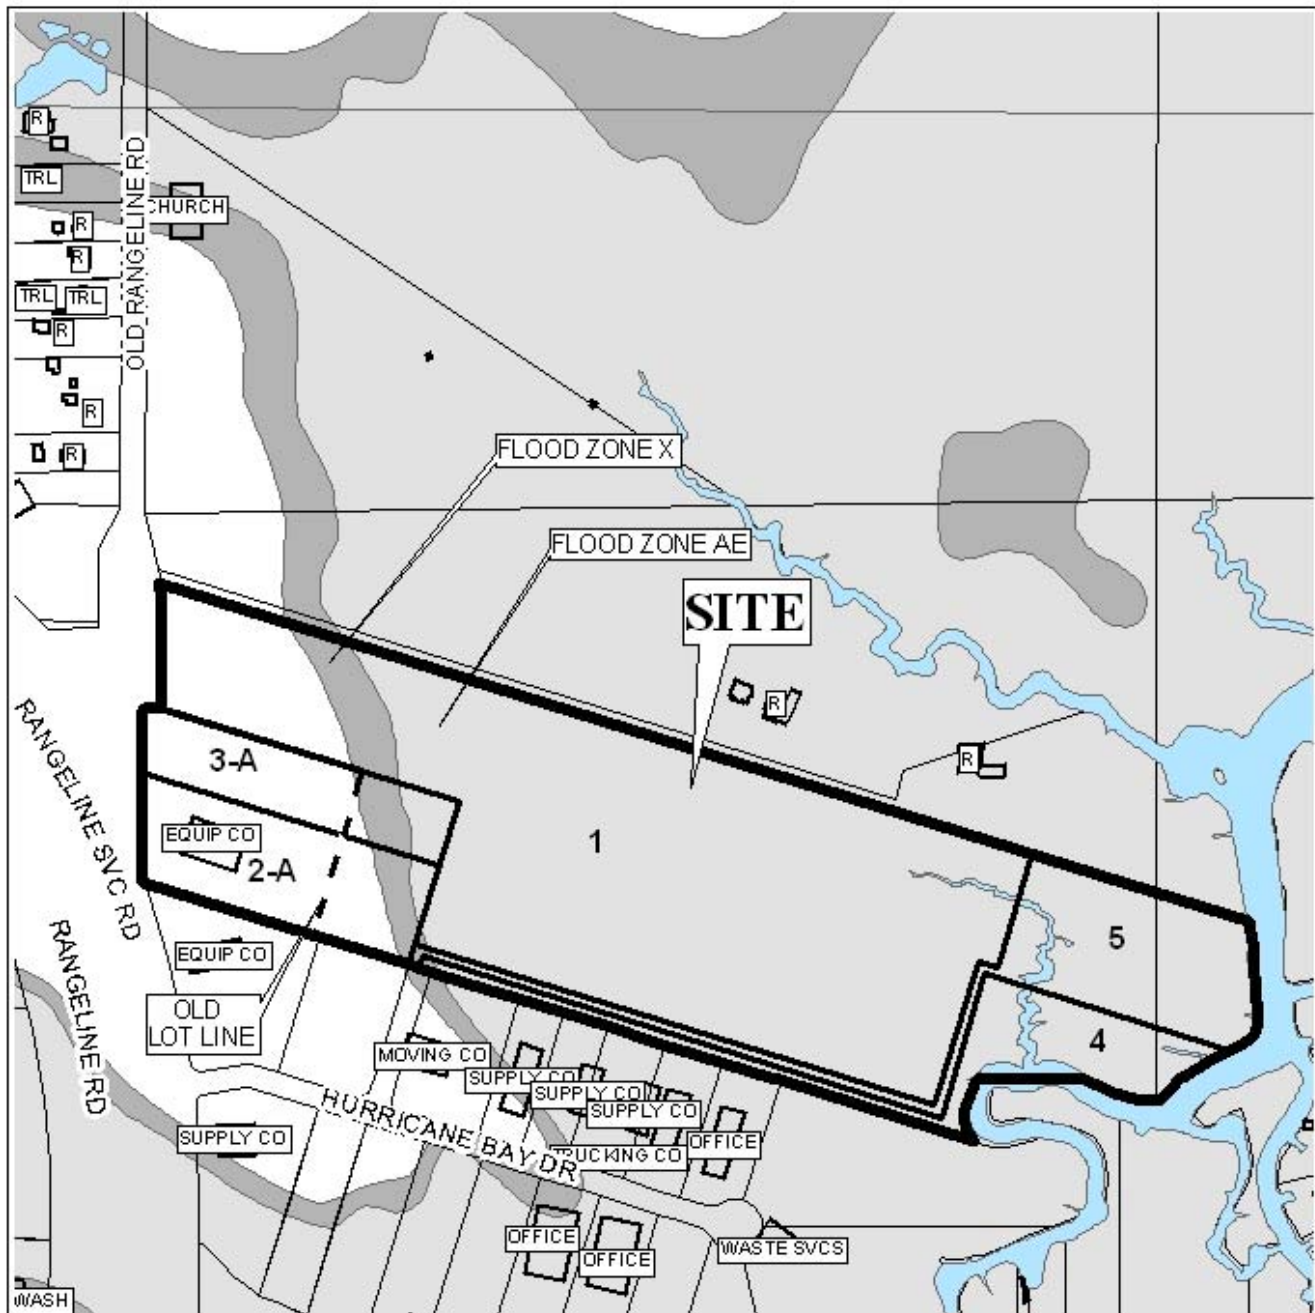 R
TRL
CHURCH
R
R
TRL
TRL
R
R
R
OLD RANGELINE RD
FLOOD ZONE X
FLOOD ZONE AE
SITE
R
R
3-A
1
EQUIP CO
2-A
5
4
RANGELINE SVC RD
RANGELINE RD
EQUIP CO
OLD
LOT LINE
MOVING CO
SUPPLY CO
SUPPLY CO
SUPPLY CO
TRUCKING CO
OFFICE
HURRICANE BAY DR
SUPPLY CO
OFFICE
OFFICE
WASTE SVCS
WASH